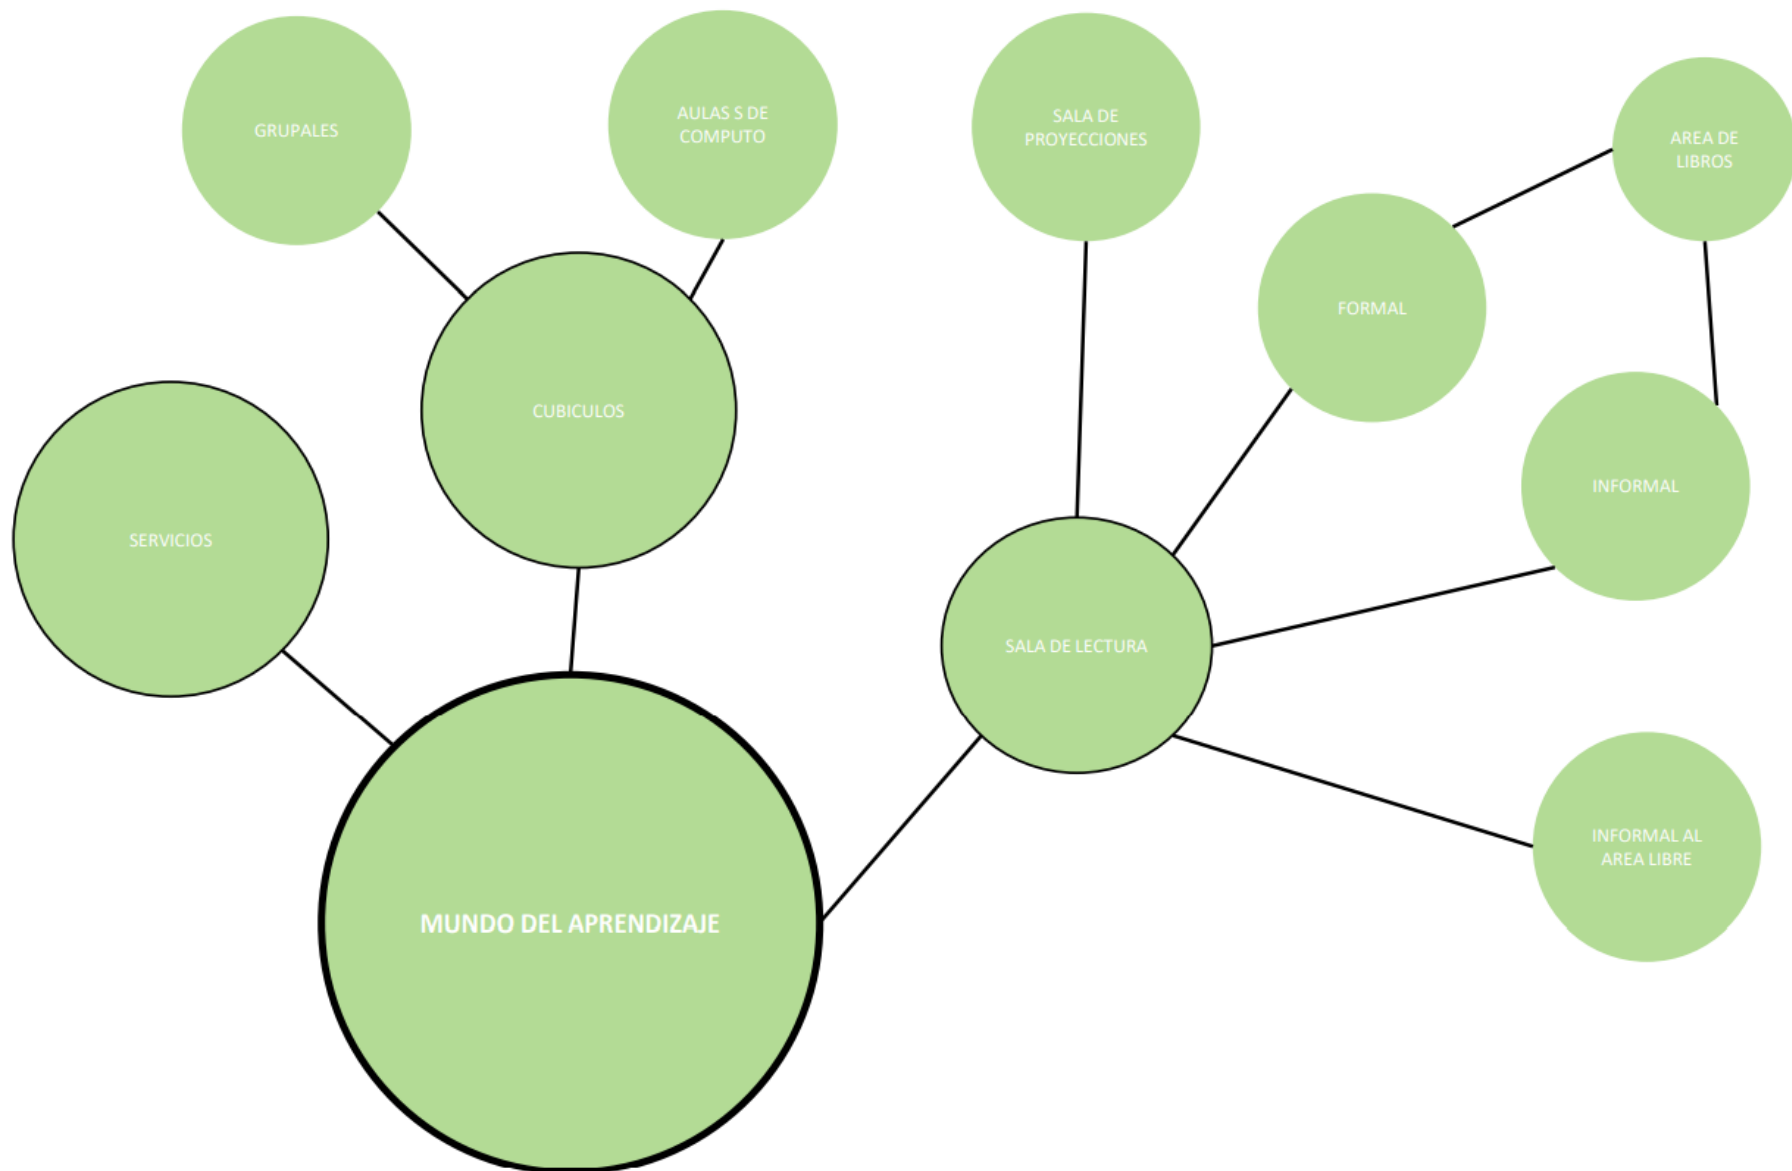 GRUPALES
AULAS S DE
COMPUTO
SALA DE
PROYECCIONES
AREA DE
LIBROS
FORMAL
CUBICULOS
INFORMAL
SERVICIOS
SALA DE LECTURA
INFORMAL AL
AREA LIBRE
MUNDO DEL APRENDIZAJE